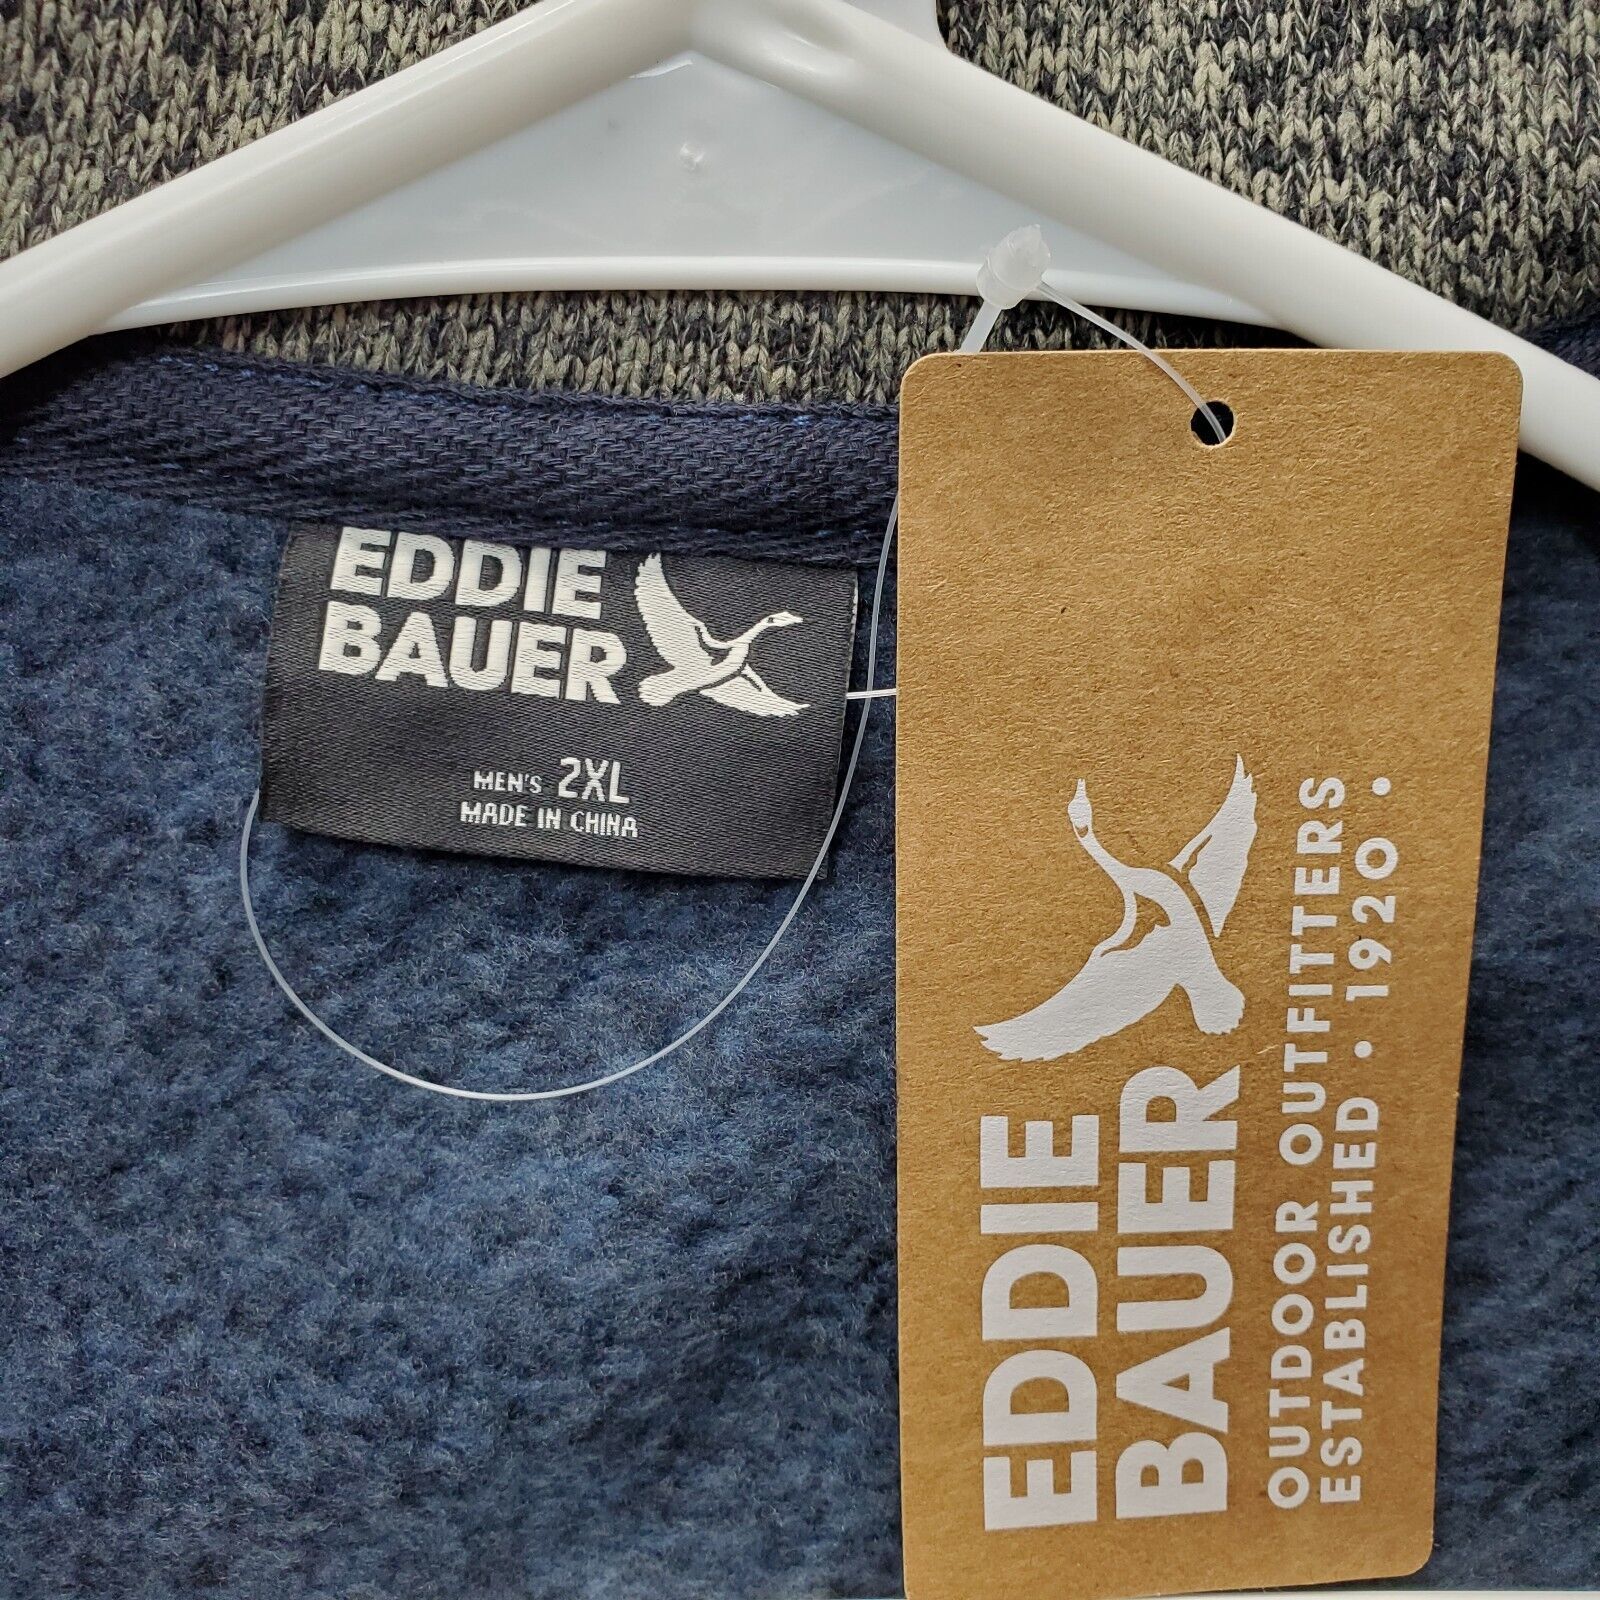 EDDIE
BAUER
MEN'S 2XL
MADE IN CHINA
EDDIE
BAUER
OUTDOOR OUTFITTERS
ESTABLISHED . 1920 .